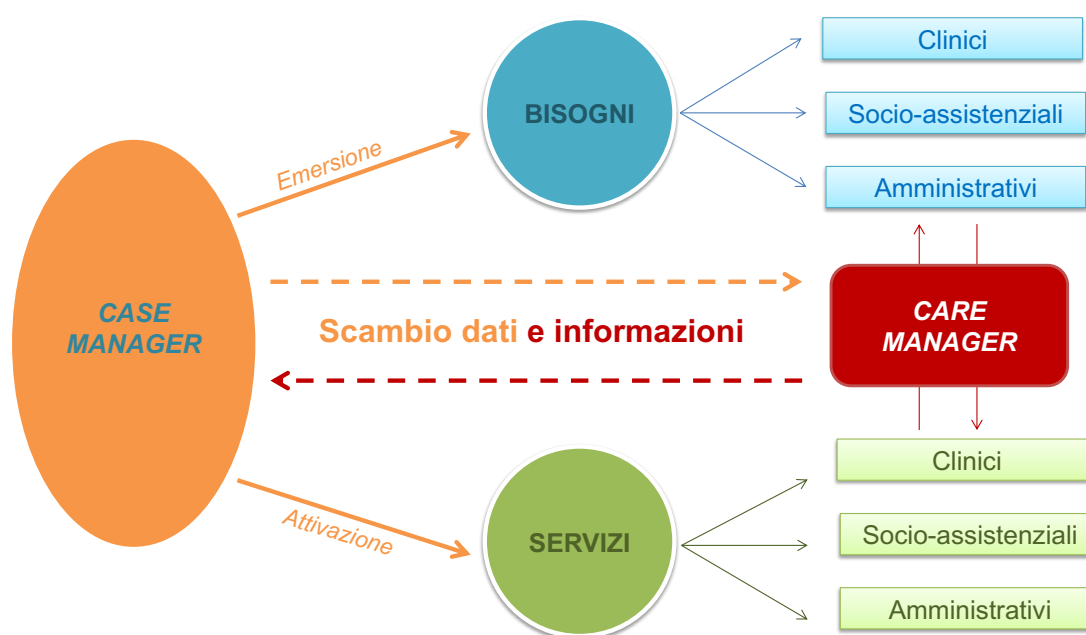 Clinici
BISOGNI
Socio-assistenziali
Amministrativi
Emersione
CASE
MANAGER
Scambio dati e informazioni
CARE
MANAGER
Attivazione
SERVIZI
Clinici
Socio-assistenziali
Amministrativi